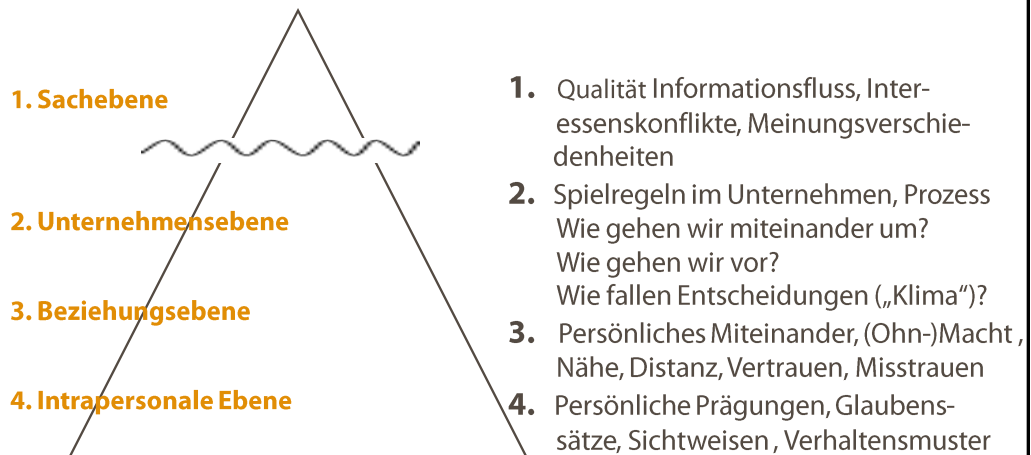 1. Sachebene
2. Unternehmensebene
3. Beziehungsebene
4. Intrapersonale Ebene
1. Qualität Informationsfluss, Inter-
essenskonflikte, Meinungsverschie-
denheiten
2. Spielregeln im Unternehmen, Prozess
Wie gehen wir miteinander um?
Wie gehen wir vor?
Wie fallen Entscheidungen („Klima“)?
3. Persönliches Miteinander, (Ohn-)Macht ,
Nähe, Distanz, Vertrauen, Misstrauen
4. Persönliche Prägungen, Glaubens-
sätze, Sichtweisen , Verhaltensmuster